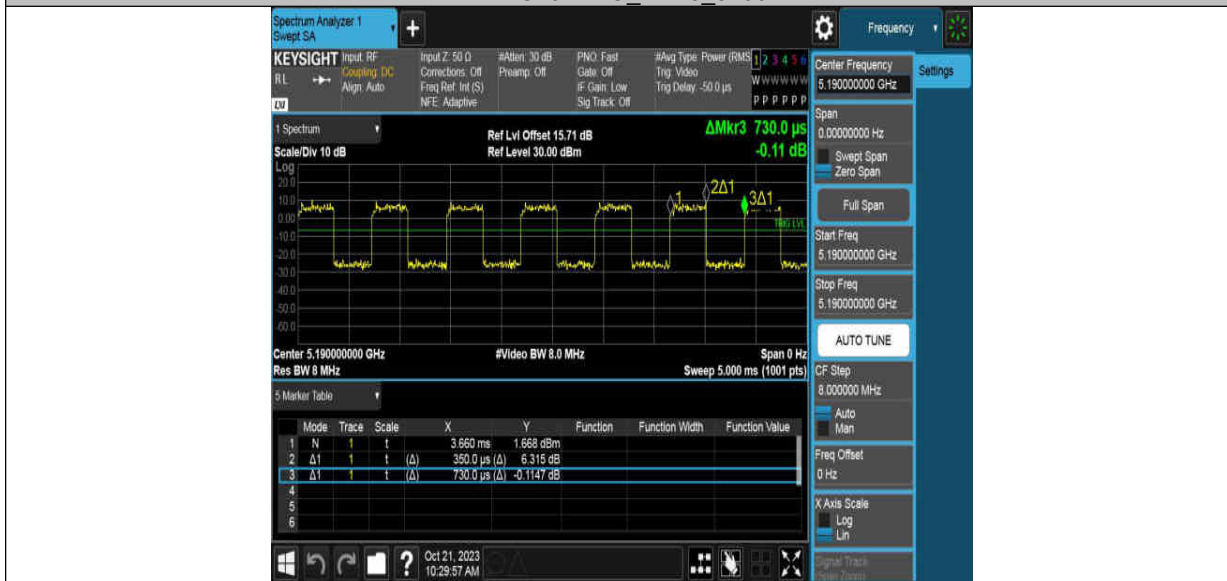 Spectrum Analyzer 1
Swept SA
+
Frequency
KEYSIGHT
RL
Input: RF
Coupling: DC
Align: Auto
Input Z: 50 Ω
Corrections: Off
Freq Ref: Int (S)
NFE: Adaptive
#Atten: 30 dB
Preamp: Off
PNO: Fast
Gate: Off
IF Gain: Low
Sig Track: Off
#Avg Type: Power (RMS
Trig: Video
Trig Delay: -50.0 µs
1 2 3 4 5 6
W W W W W W
P P P P P P
Center Frequency
5.190000000 GHz
Settings
Span
0.00000000 Hz
Swept Span
Zero Span
Full Span
Start Freq
5.190000000 GHz
Stop Freq
5.190000000 GHz
AUTO TUNE
CF Step
8.000000 MHz
Auto
Man
Freq Offset
0 Hz
X Axis Scale
Log
Lin
Signal Track
1 Spectrum
Scale/Div 10 dB
Ref Lvl Offset 15.71 dB
Ref Level 30.00 dBm
ΔMkr3 730.0 µs
-0.11 dB
Log
20.0
10.0
0.00
-10.0
-20.0
-30.0
-40.0
-50.0
-60.0
1
2Δ1
3Δ1
TRIG LVL
Center 5.190000000 GHz
#Video BW 8.0 MHz
Span 0 Hz
Res BW 8 MHz
Sweep 5.000 ms (1001 pts)
5 Marker Table
Mode Trace Scale X Y Function Function Width Function Value
1 N 1 t 3.660 ms 1.668 dBm
2 Δ1 1 t (Δ) 350.0 µs (Δ) 6.315 dB
3 Δ1 1 t (Δ) 730.0 µs (Δ) -0.1147 dB
4
5
6
?
Oct 21, 2023
10:29:57 AM